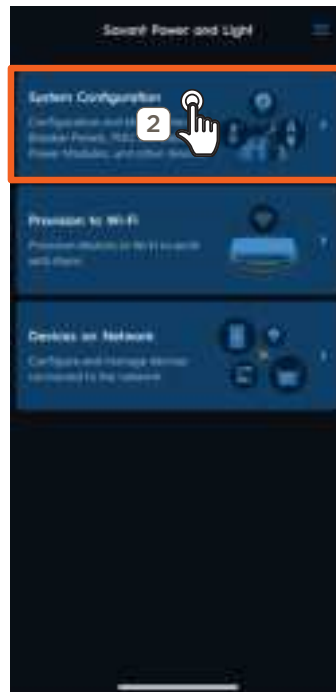 Savant Power and Light
System Configuration
Configuration and
2
Breaker Panels,
Power Modules, and other
Provision to Wi-Fi
Provision devices to Wi-Fi to work
with them
Devices on Network
Configure and manage devices
connected to the network